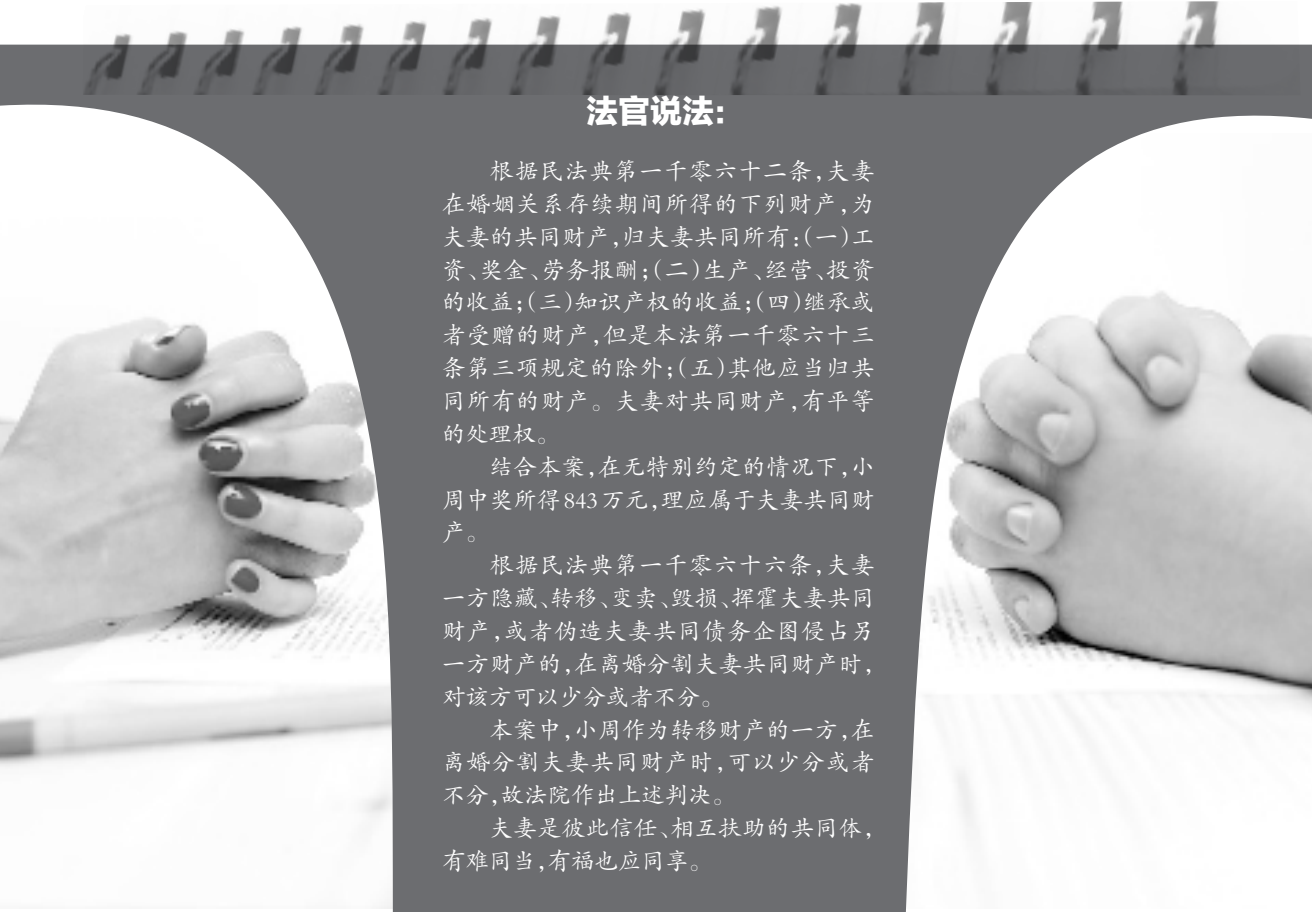 法官说法:
根据民法典第一千零六十二条,夫妻
在婚姻关系存续期间所得的下列财产,为
夫妻的共同财产,归夫妻共同所有:(一)工
资、奖金、劳务报酬;(二)生产、经营、投资
的收益;(三)知识产权的收益;(四)继承或
者受赠的财产,但是本法第一千零六十三
条第三项规定的除外;(五)其他应当归共
同所有的财产。夫妻对共同财产,有平等
的处理权。
结合本案,在无特别约定的情况下,小
周中奖所得843万元,理应属于夫妻共同财
产。
根据民法典第一千零六十六条,夫妻
一方隐藏、转移、变卖、毁损、挥霍夫妻共同
财产,或者伪造夫妻共同债务企图侵占另
一方财产的,在离婚分割夫妻共同财产时,
对该方可以少分或者不分。
本案中,小周作为转移财产的一方,在
离婚分割夫妻共同财产时,可以少分或者
不分,故法院作出上述判决。
夫妻是彼此信任、相互扶助的共同体,
有难同当,有福也应同享。